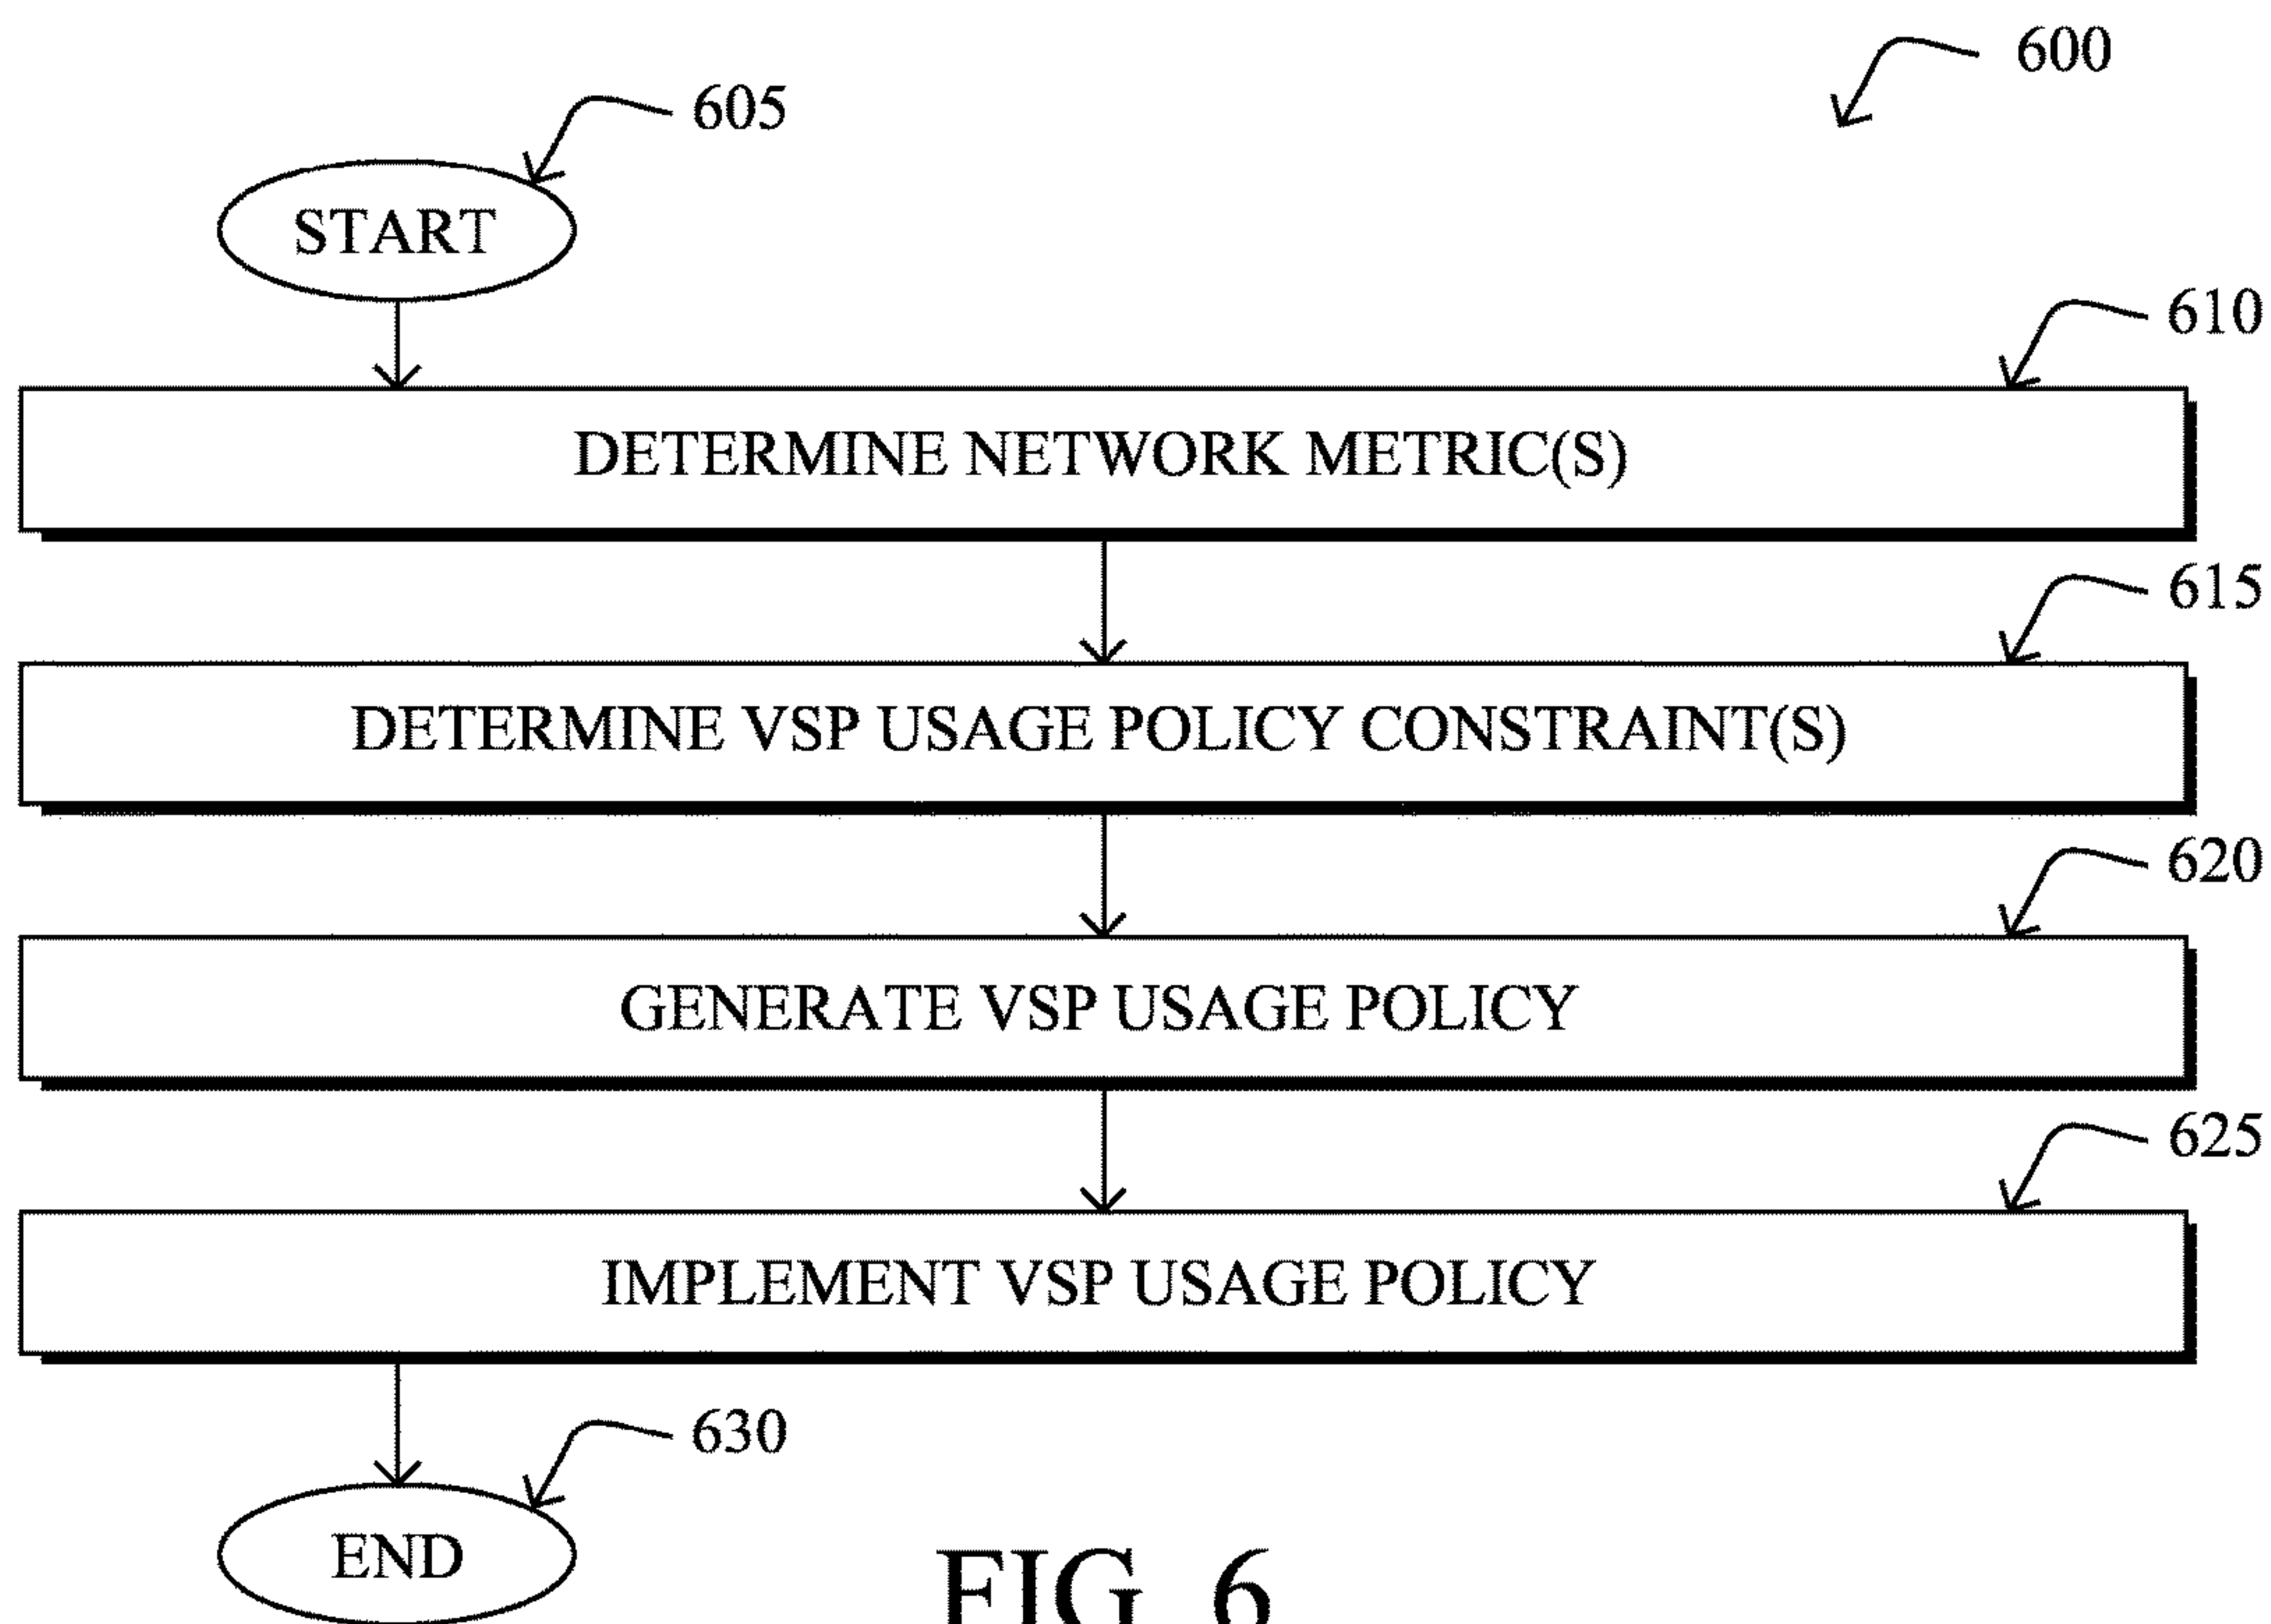 600
605
START
610
DETERMINE NETWORK METRIC(S)
615
DETERMINE VSP USAGE POLICY CONSTRAINT(S)
620
GENERATE VSP USAGE POLICY
625
IMPLEMENT VSP USAGE POLICY
630
END
FIG. 6